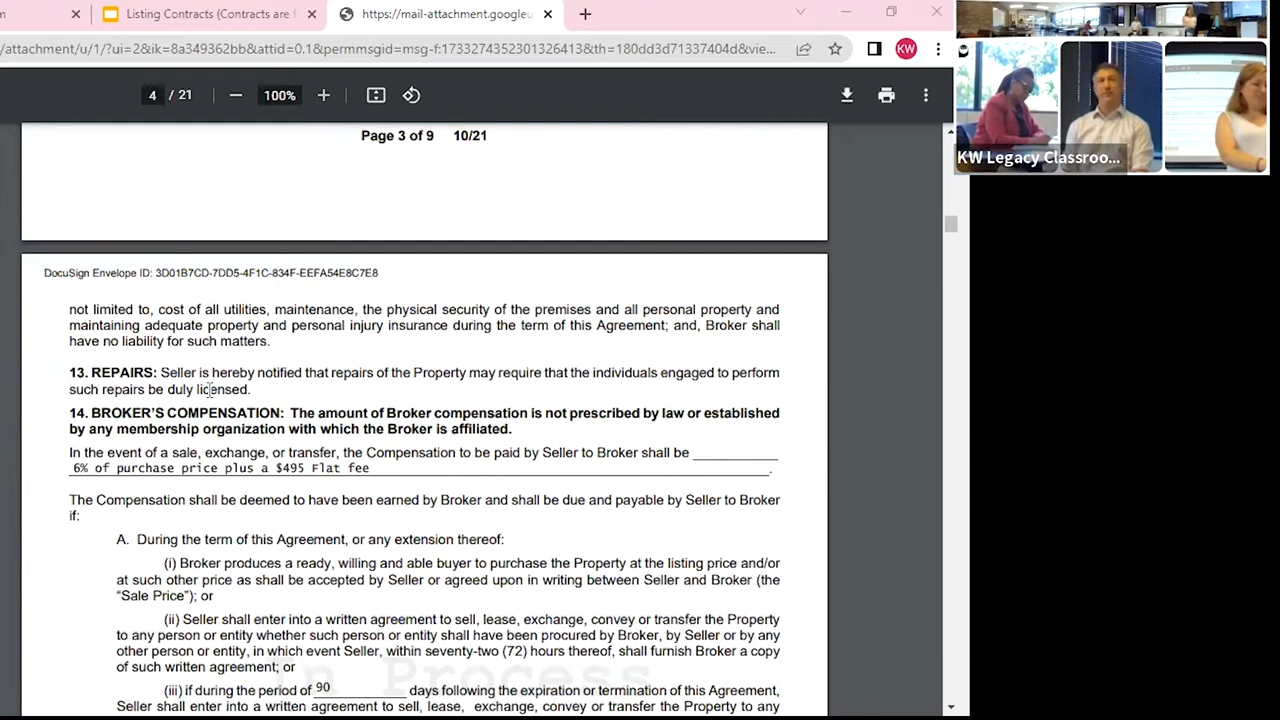 m
Listing Contracts (Contracts are f
https://mail-attachment.googleu
/attachment/u/1/?ui=2&ik=8a349362bb&attid=0.1&permmsgid=msg-f:1733274352301326413&th=180dd3d71337404d&vie...
KW
4 / 21
100%
KW Legacy Classroo...
Page 3 of 9 10/21
DocuSign Envelope ID: 3D01B7CD-7DD5-4F1C-834F-EEFA54E8C7E8
not limited to, cost of all utilities, maintenance, the physical security of the premises and all personal property and
maintaining adequate property and personal injury insurance during the term of this Agreement; and, Broker shall
have no liability for such matters.
13. REPAIRS: Seller is hereby notified that repairs of the Property may require that the individuals engaged to perform
such repairs be duly licensed.
14. BROKER'S COMPENSATION: The amount of Broker compensation is not prescribed by law or established
by any membership organization with which the Broker is affiliated.
In the event of a sale, exchange, or transfer, the Compensation to be paid by Seller to Broker shall be
6% of purchase price plus a $495 Flat fee.
The Compensation shall be deemed to have been earned by Broker and shall be due and payable by Seller to Broker
if:
A. During the term of this Agreement, or any extension thereof:
(i) Broker produces a ready, willing and able buyer to purchase the Property at the listing price and/or
at such other price as shall be accepted by Seller or agreed upon in writing between Seller and Broker (the
“Sale Price”); or
(ii) Seller shall enter into a written agreement to sell, lease, exchange, convey or transfer the Property
to any person or entity whether such person or entity shall have been procured by Broker, by Seller or by any
other person or entity, in which event Seller, within seventy-two (72) hours thereof, shall furnish Broker a copy
of such written agreement; or
In Process
(iii) if during the period of 90 days following the expiration or termination of this Agreement,
Seller shall enter into a written agreement to sell, lease, exchange, convey or transfer the Property to any